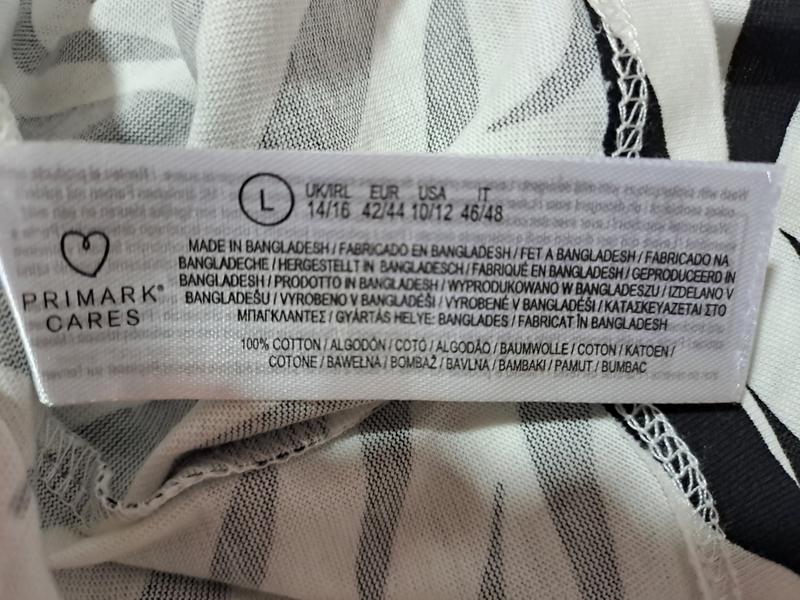 L
UK/IRL EUR USA IT
14/16 42/44 10/12 46/48
PRIMARK®
CARES
MADE IN BANGLADESH / FABRICADO EN BANGLADESH / FET A BANGLADESH / FABRICADO NA
BANGLADECHE / HERGESTELLT IN BANGLADESCH / FABRIQUÉ EN BANGLADESH / GEPRODUCEERD IN
BANGLADESH / PRODOTTO IN BANGLADESH / WYPRODUKOWANO W BANGLADESZU / IZDELANO V
BANGLADEŠU / VYROBENO V BANGLADÉŠI / VYROBENÉ V BANGLADÉŠI / ΚΑΤΑΣΚΕΥΑΖΕΤΑΙ ΣΤΟ
ΜΠΑΓΚΛΑΝΤΕΣ / GYÁRTÁS HELYE: BANGLADES / FABRICAT ÎN BANGLADESH
100% COTTON / ALGODÓN / COTÓ / ALGODÃO / BAUMWOLLE / COTON / KATOEN /
COTONE / BAWEŁNA / BOMBAŽ / BAVLNA / BAMBAKI / PAMUT / BUMBAC